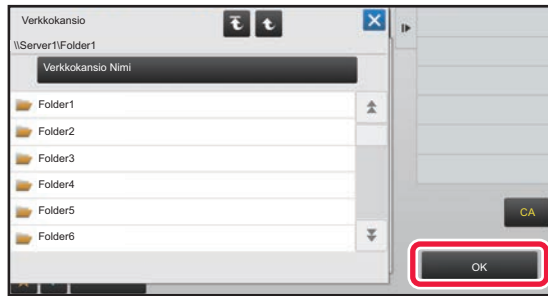 Verkkokansio
\\Server1\Folder1
Verkkokansio Nimi
Folder1
Folder2
Folder3
Folder4
Folder5
Folder6
CA
OK